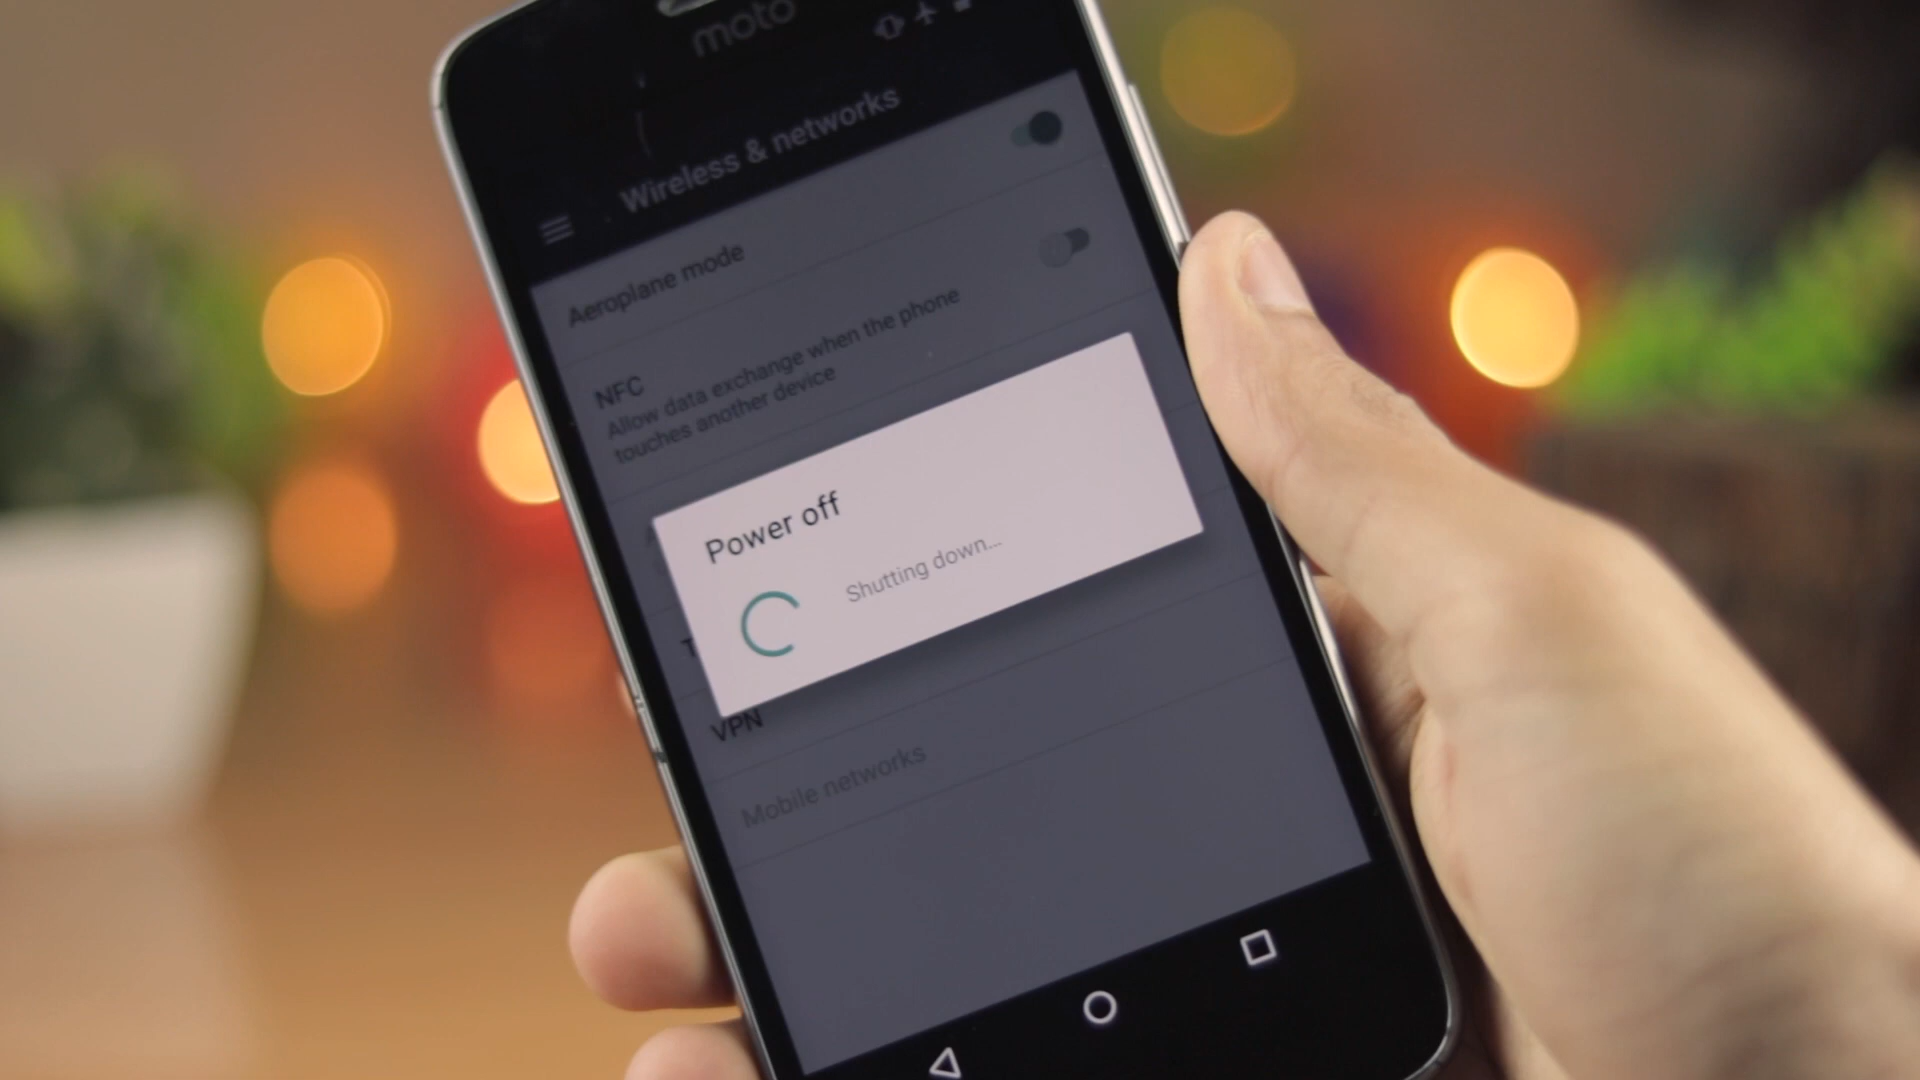 moto
Wireless & networks
Aeroplane mode
NFC
Allow data exchange when the phone
touches another device
Power off
Shutting down...
VPN
Mobile networks